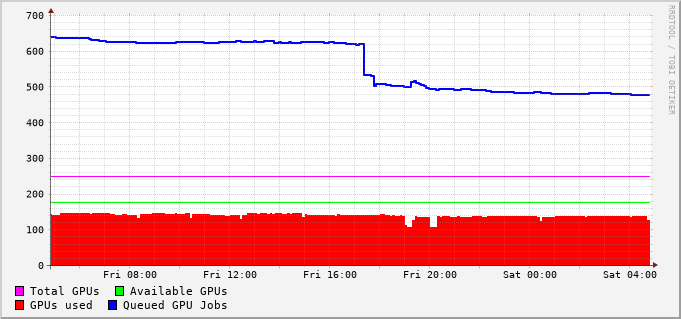 700
600
500
400
300
200
100
0
Fri 08:00 Fri 12:00 Fri 16:00 Fri 20:00 Sat 00:00 Sat 04:00
Total GPUs Available GPUs
GPUs used Queued GPU Jobs
RRDTOOL / TOBI OETIKER